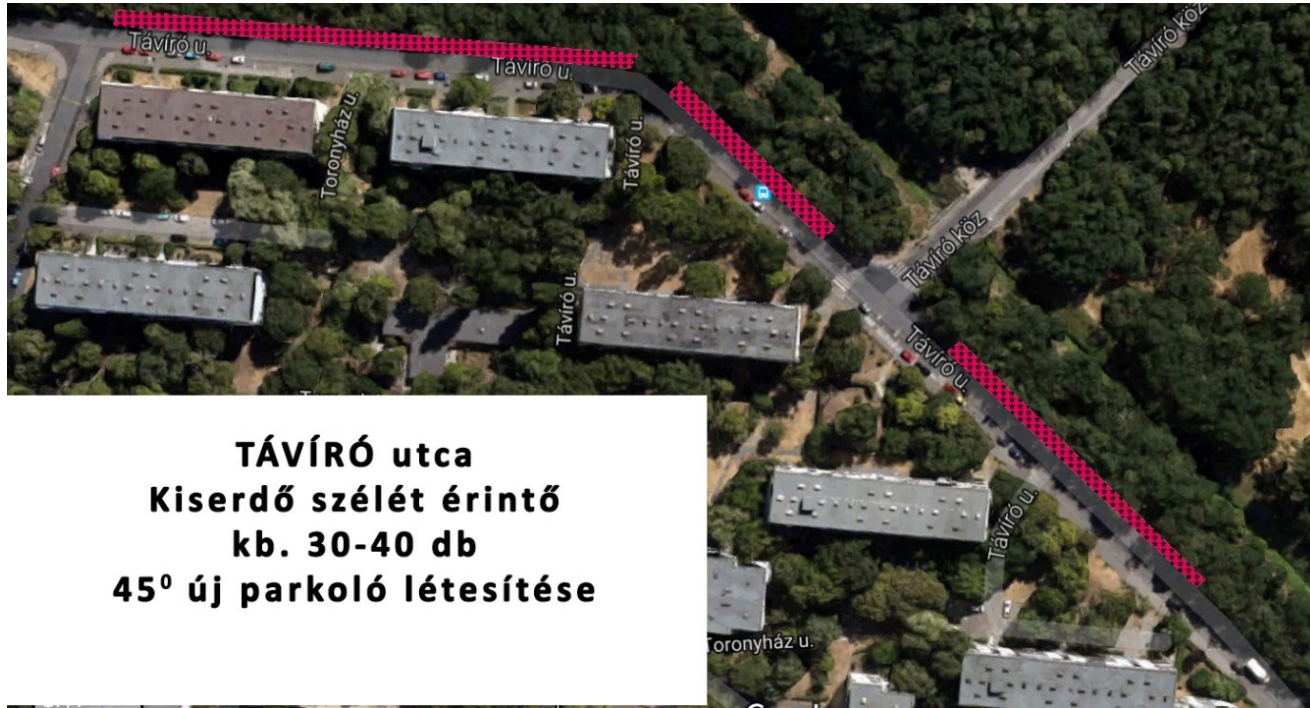 Távíró u.
Távíró u.
Távíró köz
Toronyház u.
Távíró u.
Távíró köz
Távíró u.
Távíró u.
TÁVÍRÓ utca
Kiserdő szélét érintő
kb. 30-40 db
45⁰ új parkoló létesítése
Távíró u.
Toronyház u.